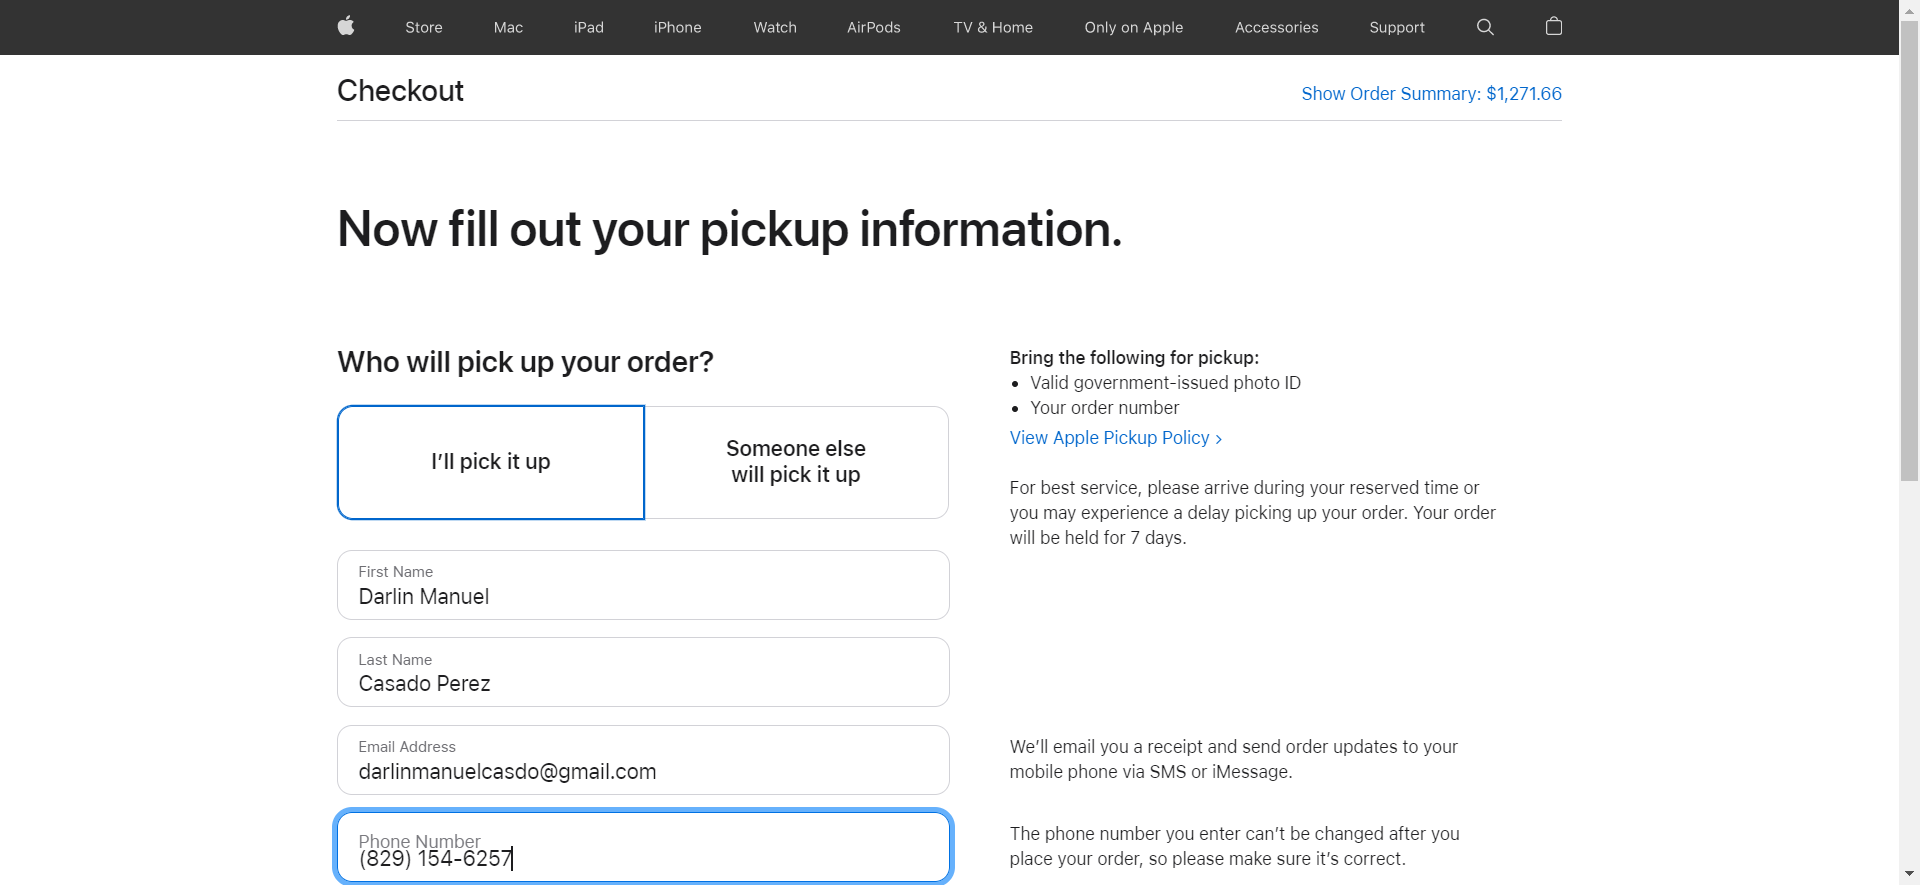 Store Mac iPad iPhone Watch AirPods TV & Home Only on Apple Accessories Support
Checkout
Show Order Summary: $1,271.66
Now fill out your pickup information.
Who will pick up your order?
I’ll pick it up
Someone else
will pick it up
First Name
Darlin Manuel
Last Name
Casado Perez
Email Address
darlinmanuelcasdo@gmail.com
Phone Number
(829) 154-6257
Bring the following for pickup:
• Valid government-issued photo ID
• Your order number
View Apple Pickup Policy ›
For best service, please arrive during your reserved time or
you may experience a delay picking up your order. Your order
will be held for 7 days.
We’ll email you a receipt and send order updates to your
mobile phone via SMS or iMessage.
The phone number you enter can’t be changed after you
place your order, so please make sure it’s correct.